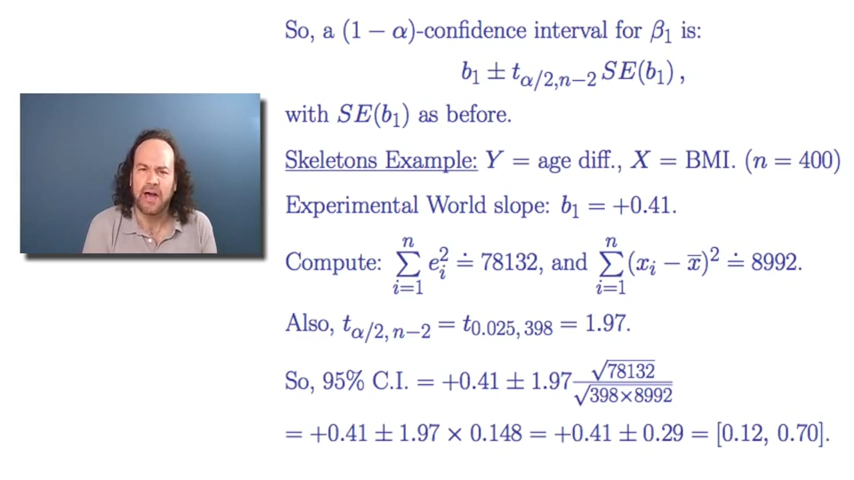 So, a (1 − α)-confidence interval for β₁ is:
b₁ ± t_{α/2,n−2} SE(b₁) ,
with SE(b₁) as before.
Skeletons Example: Y = age diff., X = BMI. (n = 400)
Experimental World slope: b₁ = +0.41.
Compute: ∑_{i=1}^{n} e_i² ≐ 78132, and ∑_{i=1}^{n} (x_i − x̅)² ≐ 8992.
Also, t_{α/2,n−2} = t_{0.025,398} = 1.97.
So, 95% C.I. = +0.41 ± 1.97 √78132 / √398×8992
= +0.41 ± 1.97 × 0.148 = +0.41 ± 0.29 = [0.12, 0.70].